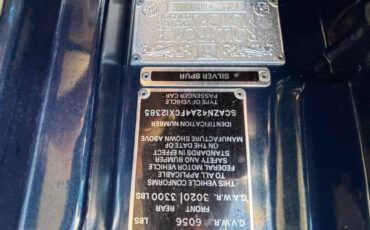 G.V.W.R. 6056 LBS
FRONT REAR
G.A.W.R. 3020 3300 LBS
THIS VEHICLE CONFORMS
TO ALL APPLICABLE
FEDERAL MOTOR VEHICLE
SAFETY AND BUMPER
STANDARDS IN EFFECT
ON THE DATE OF
MANUFACTURE SHOWN ABOVE
IDENTIFICATION NUMBER
SCAZN42A4FCX12385
TYPE OF VEHICLE
PASSENGER CAR
SILVER SPUR